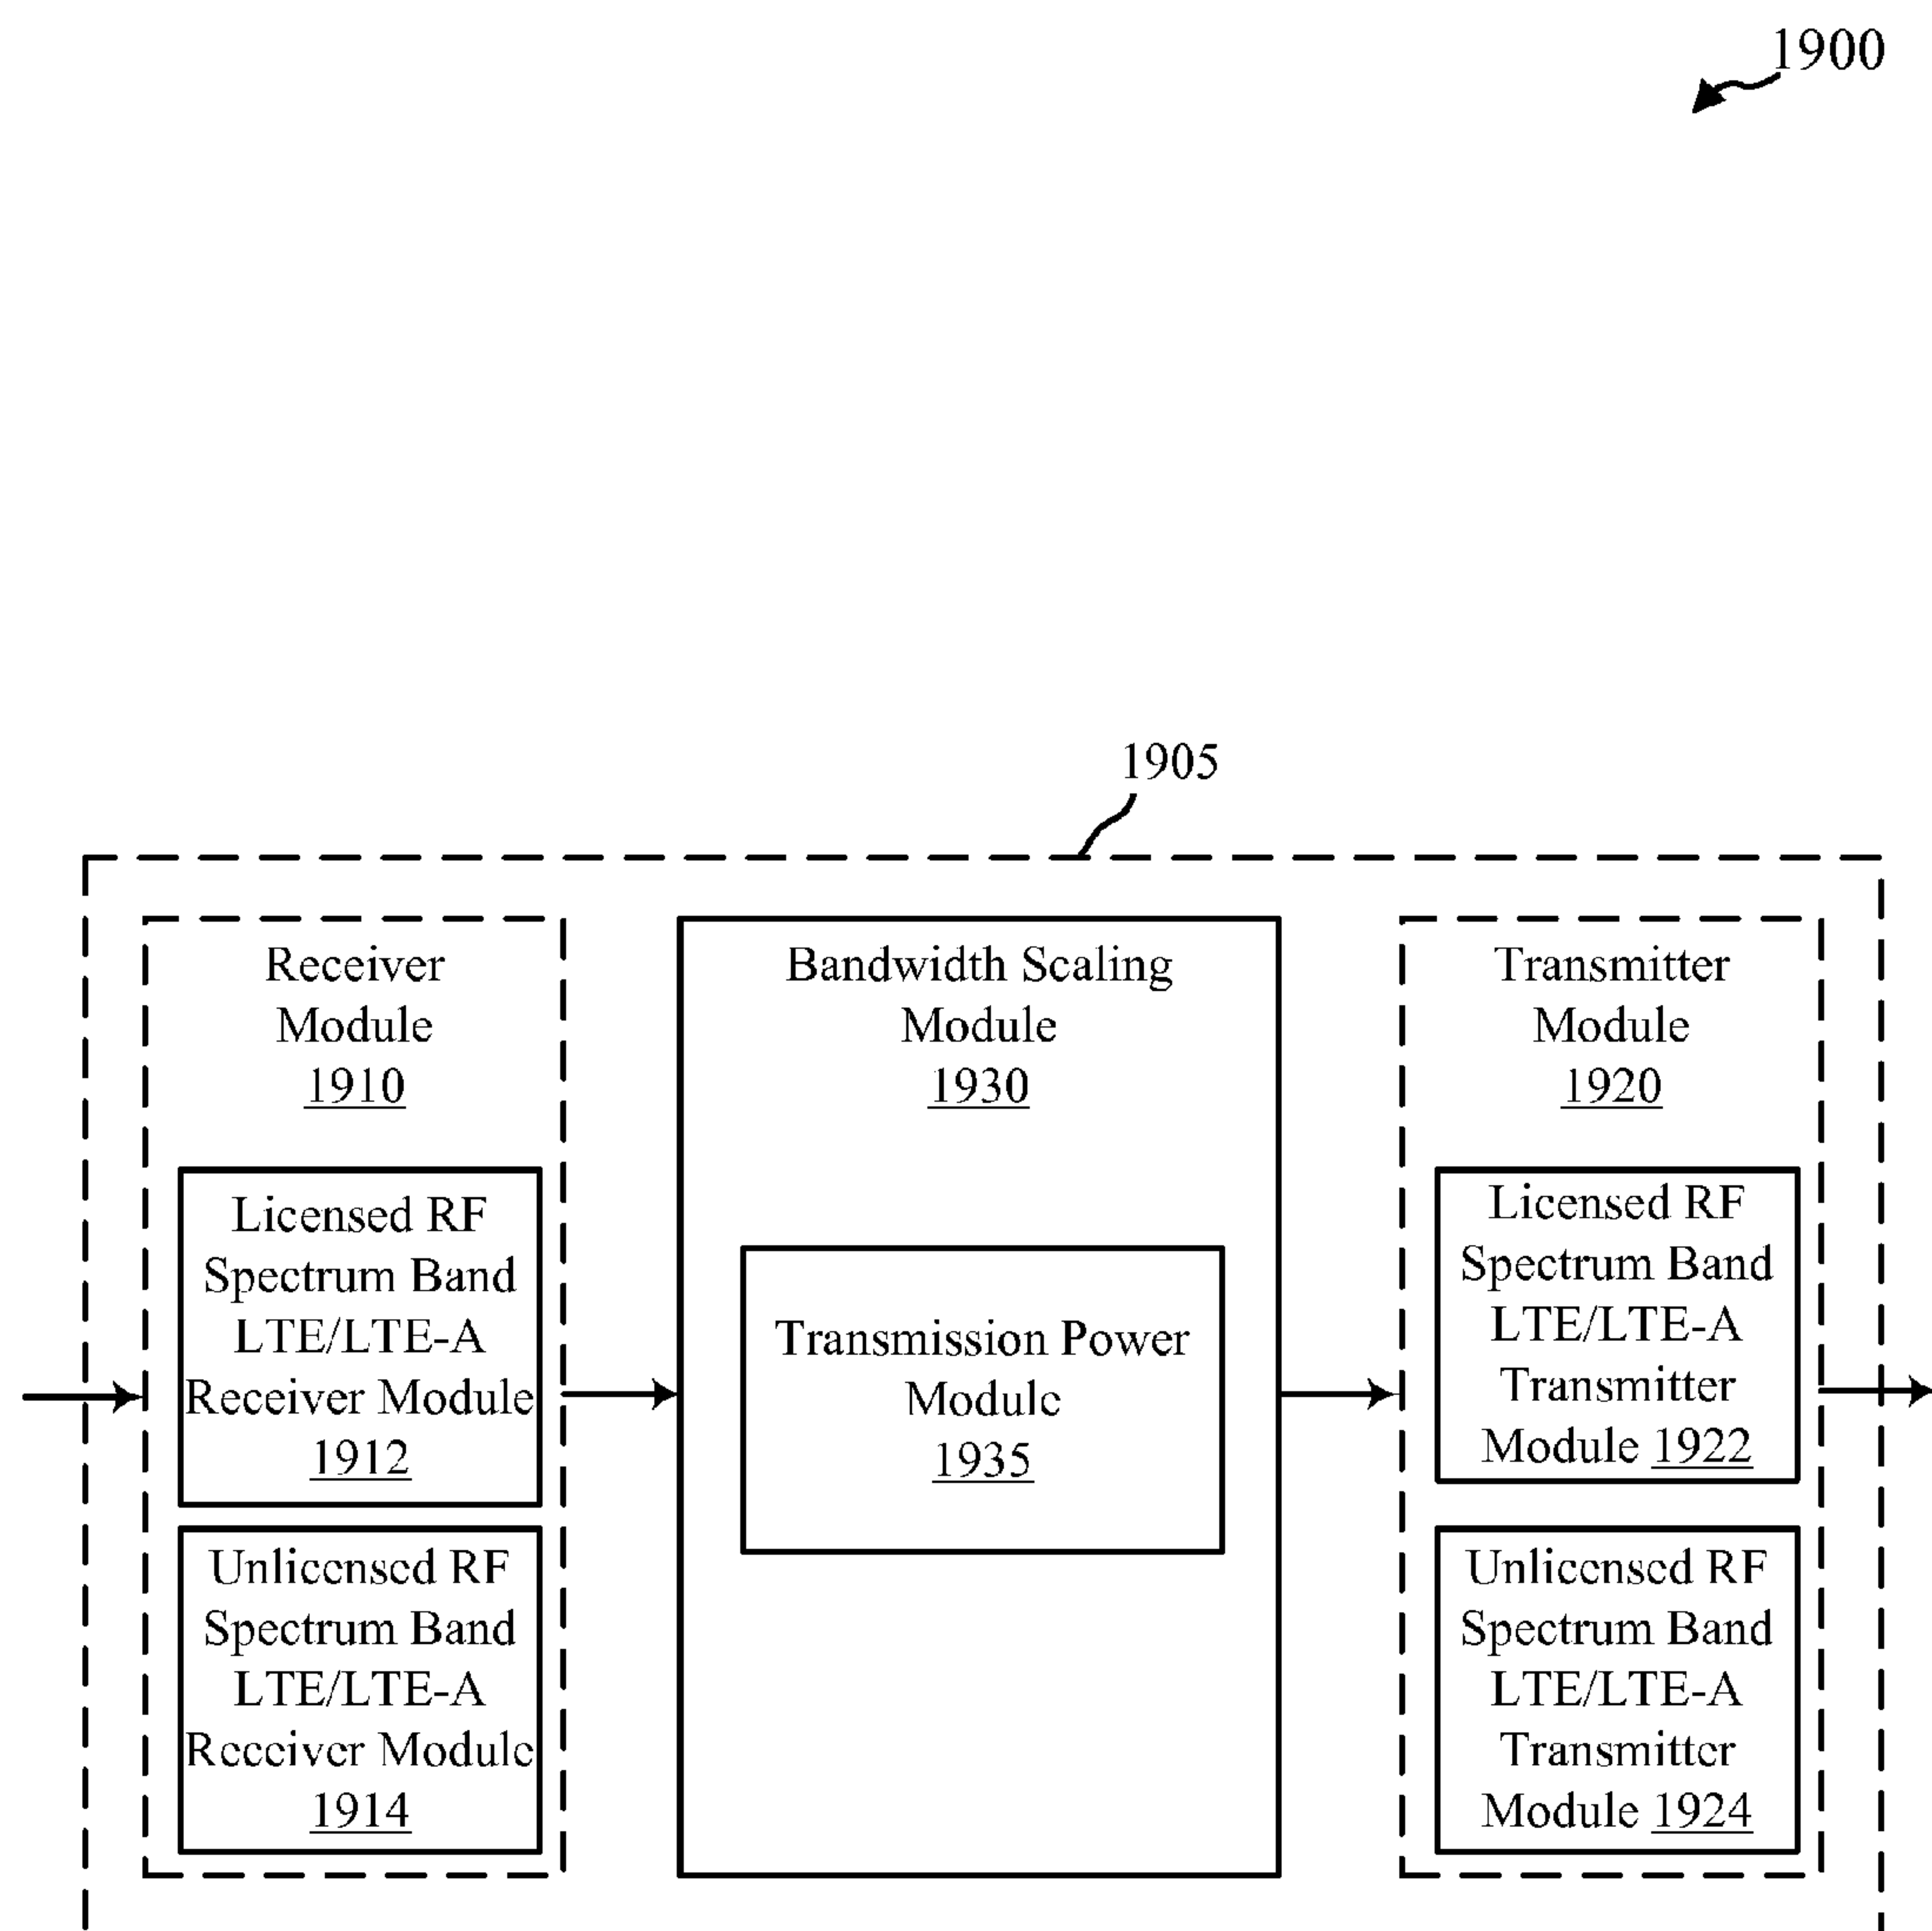 1900
1905
Receiver
Module
1910
Licensed RF
Spectrum Band
LTE/LTE-A
Receiver Module
1912
Unlicensed RF
Spectrum Band
LTE/LTE-A
Receiver Module
1914
Bandwidth Scaling
Module
1930
Transmission Power
Module
1935
Transmitter
Module
1920
Licensed RF
Spectrum Band
LTE/LTE-A
Transmitter
Module 1922
Unlicensed RF
Spectrum Band
LTE/LTE-A
Transmitter
Module 1924